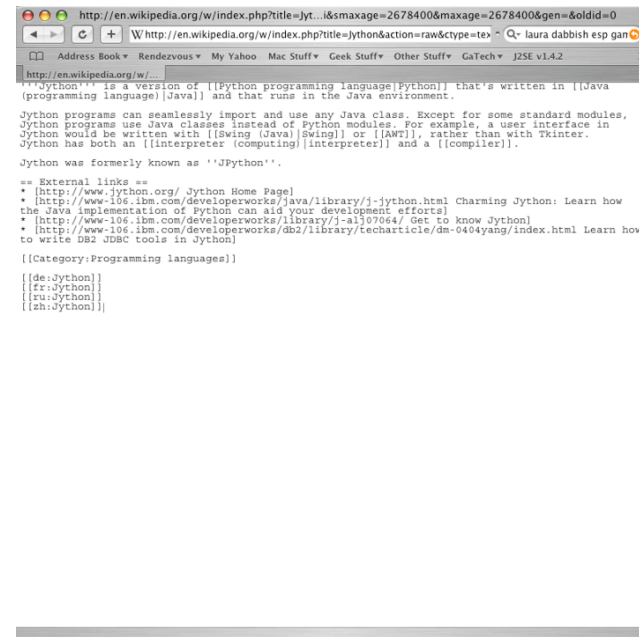 http://en.wikipedia.org/w/index.php?title=Jyt...i&smaxage=2678400&maxage=2678400&gen=&oldid=0
W http://en.wikipedia.org/w/index.php?title=Jython&action=raw&ctype=tex laura dabbish esp gam
Address Book Rendezvous My Yahoo Mac Stuff Geek Stuff Other Stuff GaTech J2SE v1.4.2
http://en.wikipedia.org/w/...
'''Jython''' is a version of [[Python programming language|Python]] that's written in [[Java
(programming language)|Java]] and that runs in the Java environment.
Jython programs can seamlessly import and use any Java class. Except for some standard modules,
Jython programs use Java classes instead of Python modules. For example, a user interface in
Jython would be written with [[Swing (Java)|Swing]] or [[AWT]], rather than with Tkinter.
Jython has both an [[interpreter (computing)|interpreter]] and a [[compiler]].
Jython was formerly known as ''JPython''.
== External links ==
* [http://www.jython.org/ Jython Home Page]
* [http://www-106.ibm.com/developerworks/java/library/j-jython.html Charming Jython: Learn how
the Java implementation of Python can aid your development efforts]
* [http://www-106.ibm.com/developerworks/library/j-alj07064/ Get to know Jython]
* [http://www-106.ibm.com/developerworks/db2/library/techarticle/dm-0404yang/index.html Learn how
to write DB2 JDBC tools in Jython]
[[Category:Programming languages]]
[[de:Jython]]
[[fr:Jython]]
[[ru:Jython]]
[[zh:Jython]]